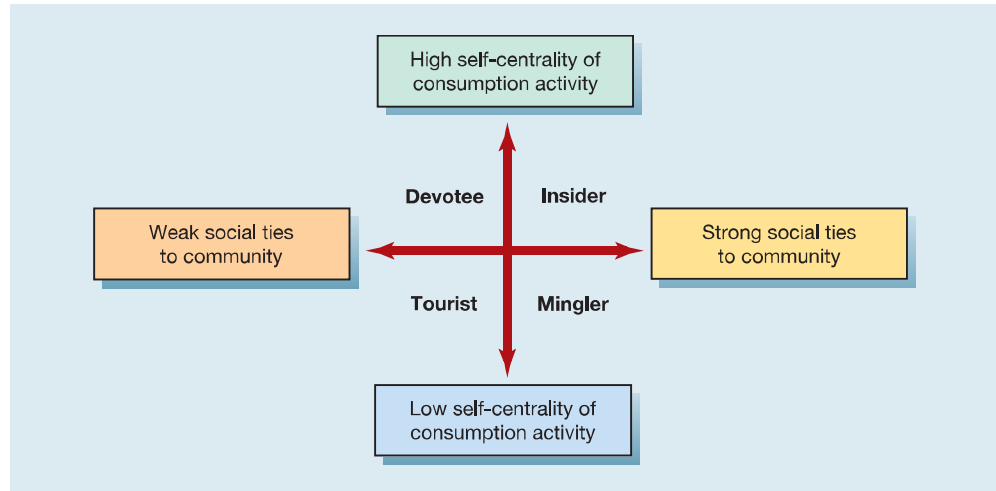 High self-centrality of
consumption activity
Devotee
Insider
Weak social ties
to community
Strong social ties
to community
Tourist
Mingler
Low self-centrality of
consumption activity